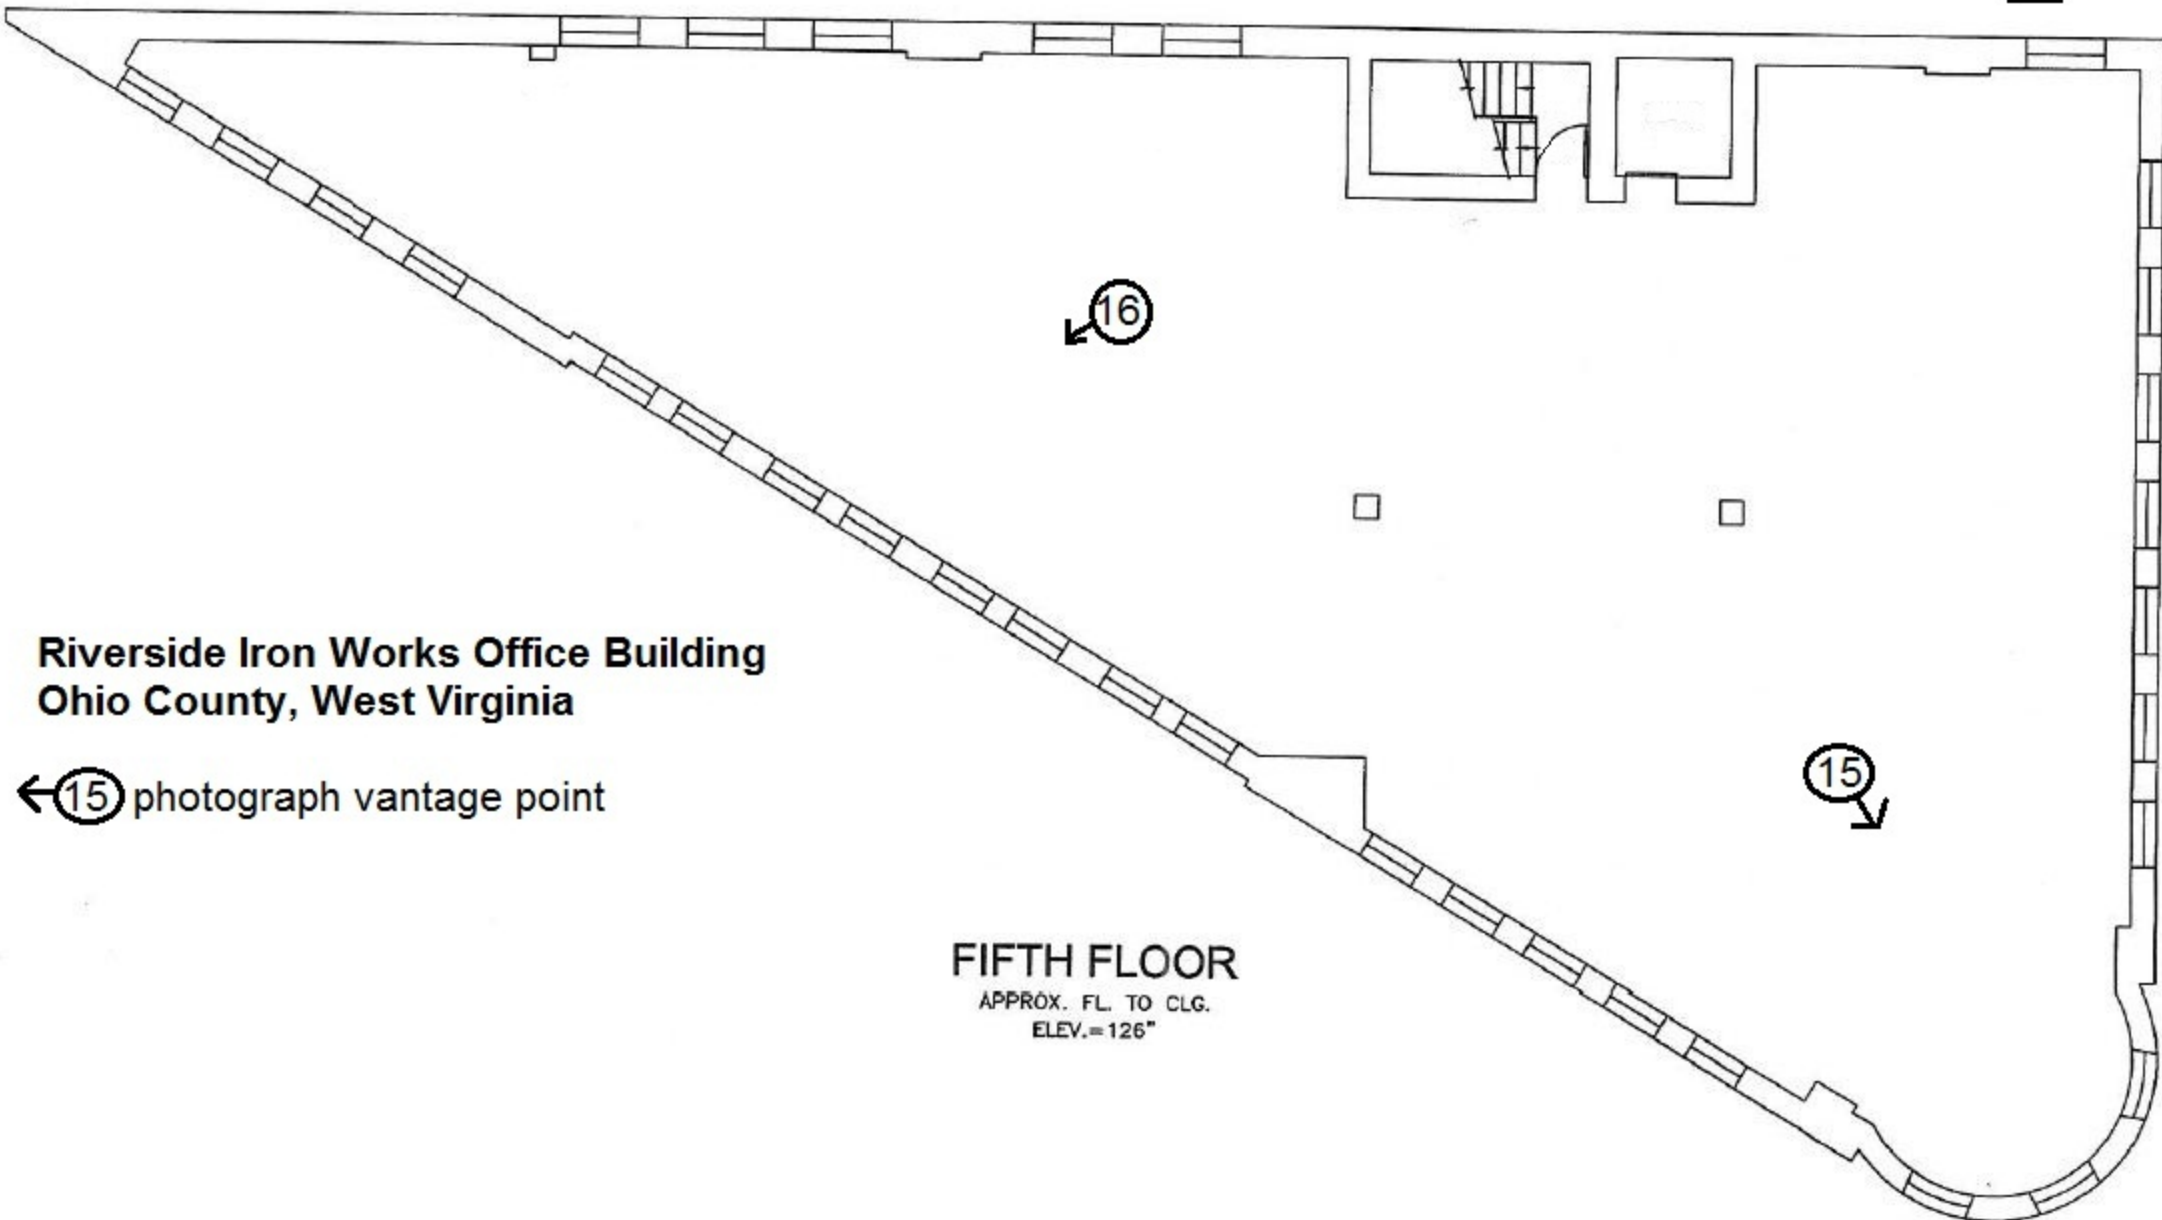 16
Riverside Iron Works Office Building
Ohio County, West Virginia
15 photograph vantage point
15
FIFTH FLOOR
APPROX. FL. TO CLG.
ELEV.=126"